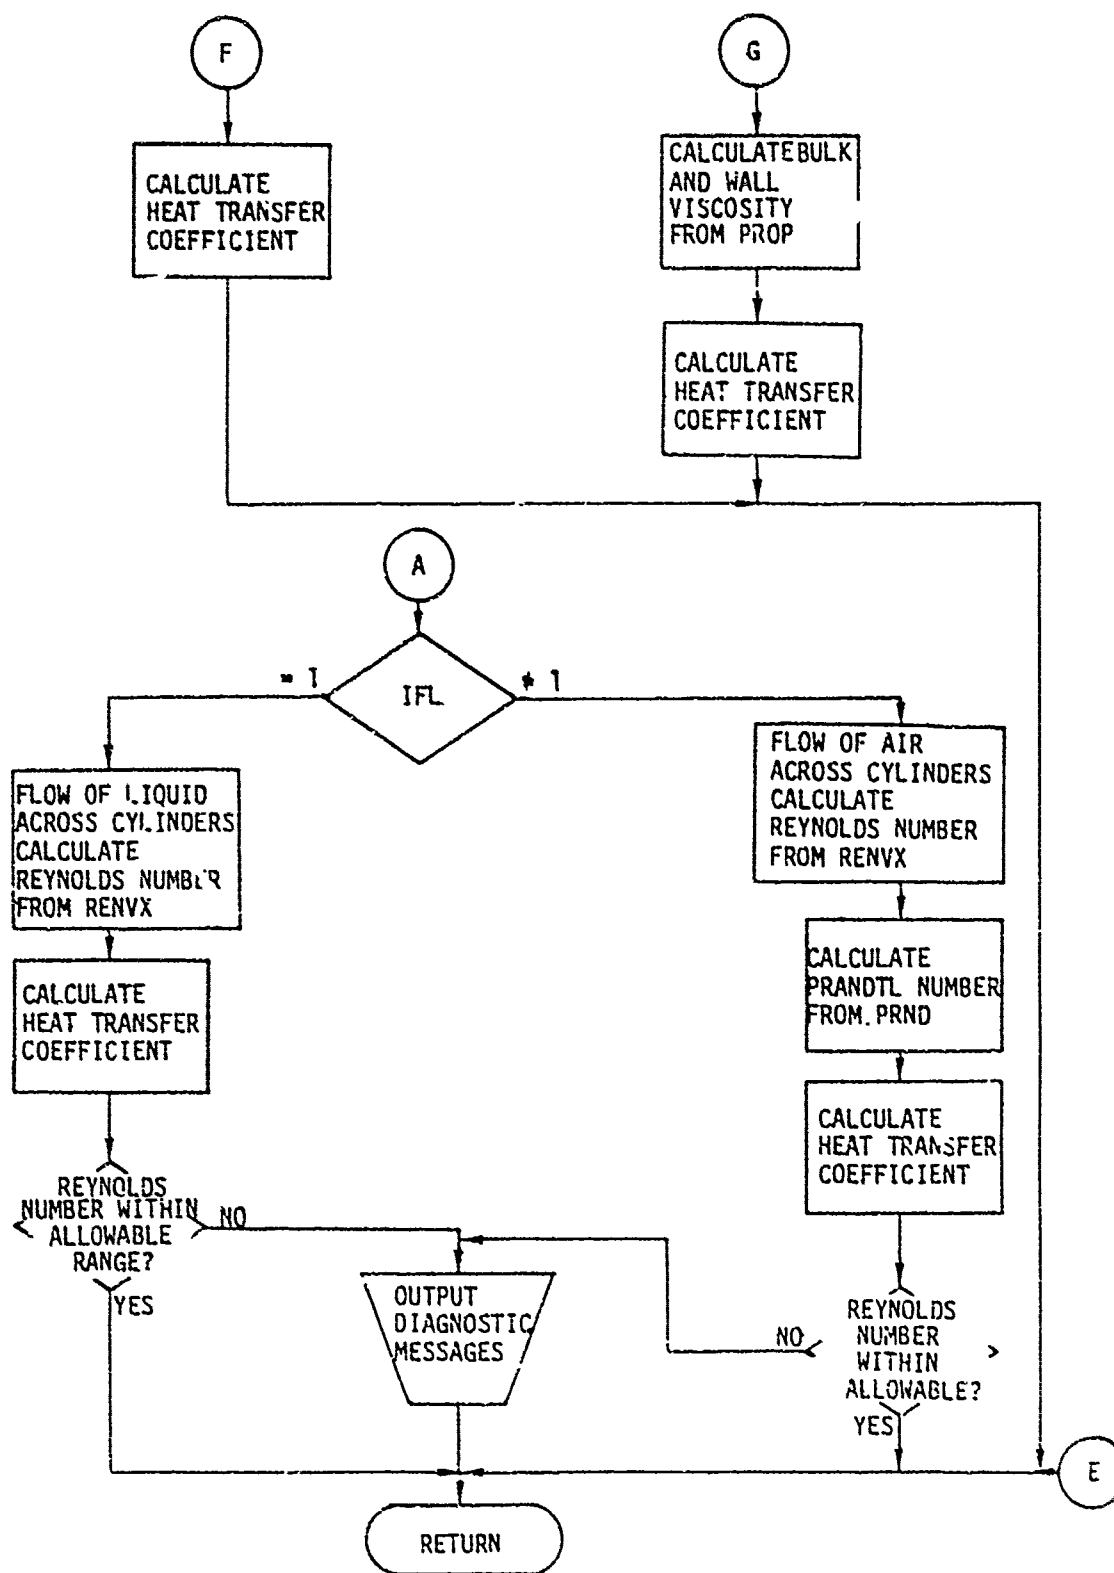 F
CALCULATE
HEAT TRANSFER
COEFFICIENT
G
CALCULATE BULK
AND WALL
VISCOSITY
FROM PROP
CALCULATE
HEAT TRANSFER
COEFFICIENT
A
IFL
= 1
≠ 1
FLOW OF LIQUID
ACROSS CYLINDERS
CALCULATE
REYNOLDS NUMBER
FROM RENVX
CALCULATE
HEAT TRANSFER
COEFFICIENT
REYNOLDS
NUMBER WITHIN
ALLOWABLE
RANGE?
NO
YES
FLOW OF AIR
ACROSS CYLINDERS
CALCULATE
REYNOLDS NUMBER
FROM RENVX
CALCULATE
PRANDTL NUMBER
FROM PRND
CALCULATE
HEAT TRANSFER
COEFFICIENT
REYNOLDS
NUMBER
WITHIN
ALLOWABLE?
NO
YES
OUTPUT
DIAGNOSTIC
MESSAGES
E
RETURN